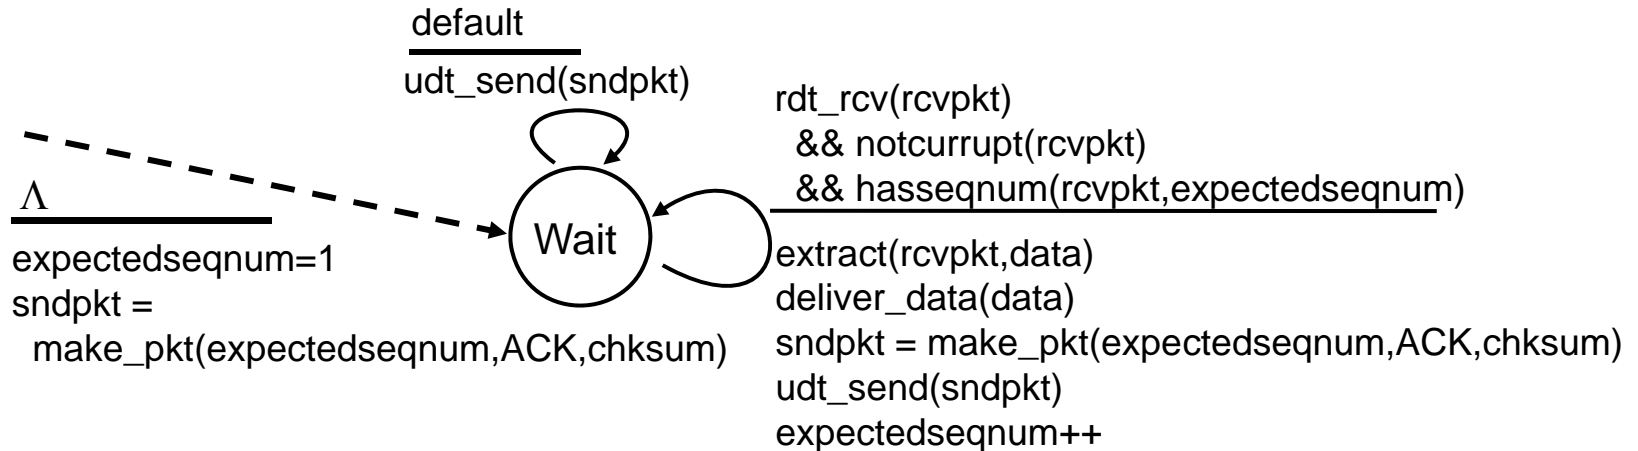 default
udt_send(sndpkt)
rdt_rcv(rcvpkt)
&& notcurrupt(rcvpkt)
&& hasseqnum(rcvpkt,expectedseqnum)
Λ
Wait
expectedseqnum=1
sndpkt =
make_pkt(expectedseqnum,ACK,chksum)
extract(rcvpkt,data)
deliver_data(data)
sndpkt = make_pkt(expectedseqnum,ACK,chksum)
udt_send(sndpkt)
expectedseqnum++